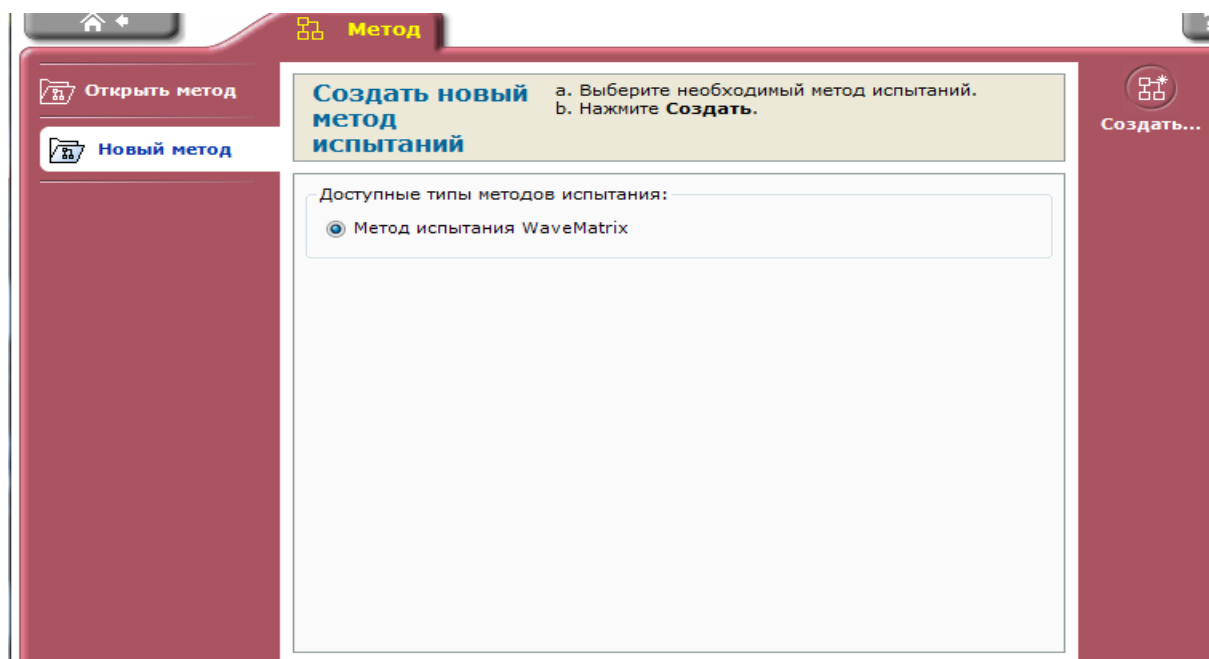 Метод
Открыть метод
Новый метод
Создать новый
метод
испытаний
a. Выберите необходимый метод испытаний.
b. Нажмите Создать.
Создать...
Доступные типы методов испытания:
Метод испытания WaveMatrix